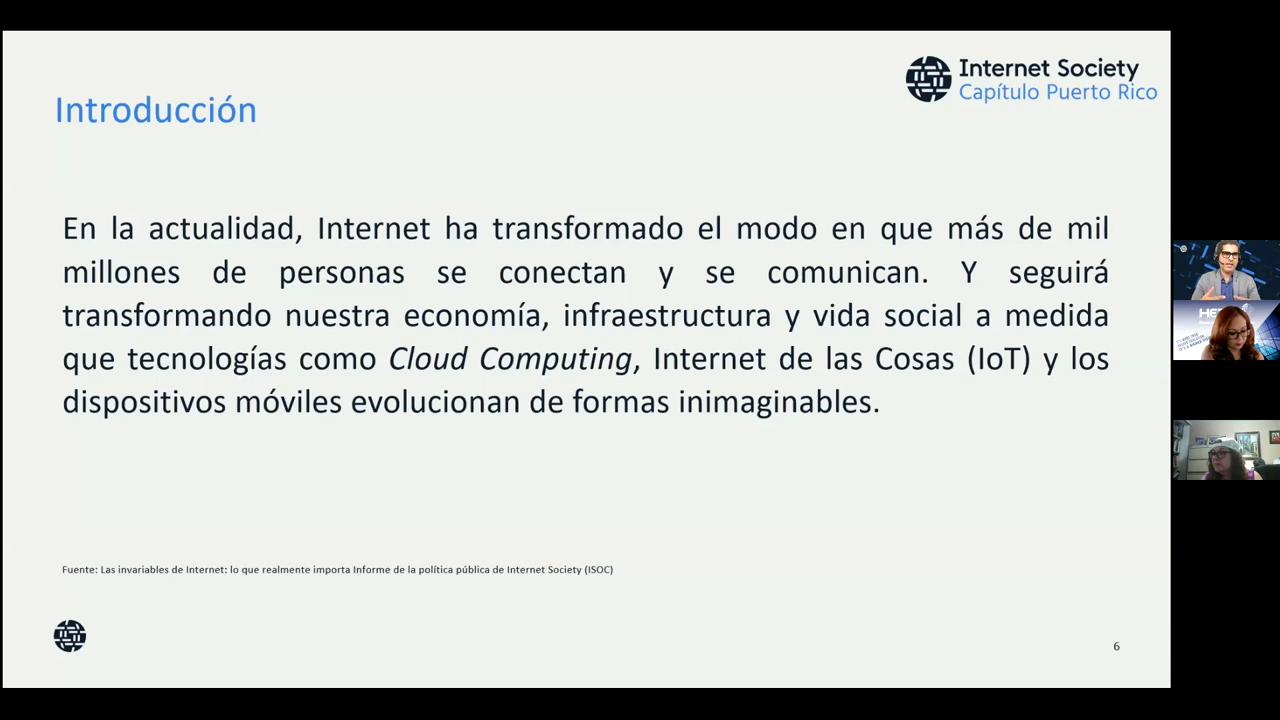 Internet Society
Capítulo Puerto Rico
Introducción
En la actualidad, Internet ha transformado el modo en que más de mil
millones de personas se conectan y se comunican. Y seguirá
transformando nuestra economía, infraestructura y vida social a medida
que tecnologías como Cloud Computing, Internet de las Cosas (IoT) y los
dispositivos móviles evolucionan de formas inimaginables.
Fuente: Las invariables de Internet: lo que realmente importa Informe de la política pública de Internet Society (ISOC)
6